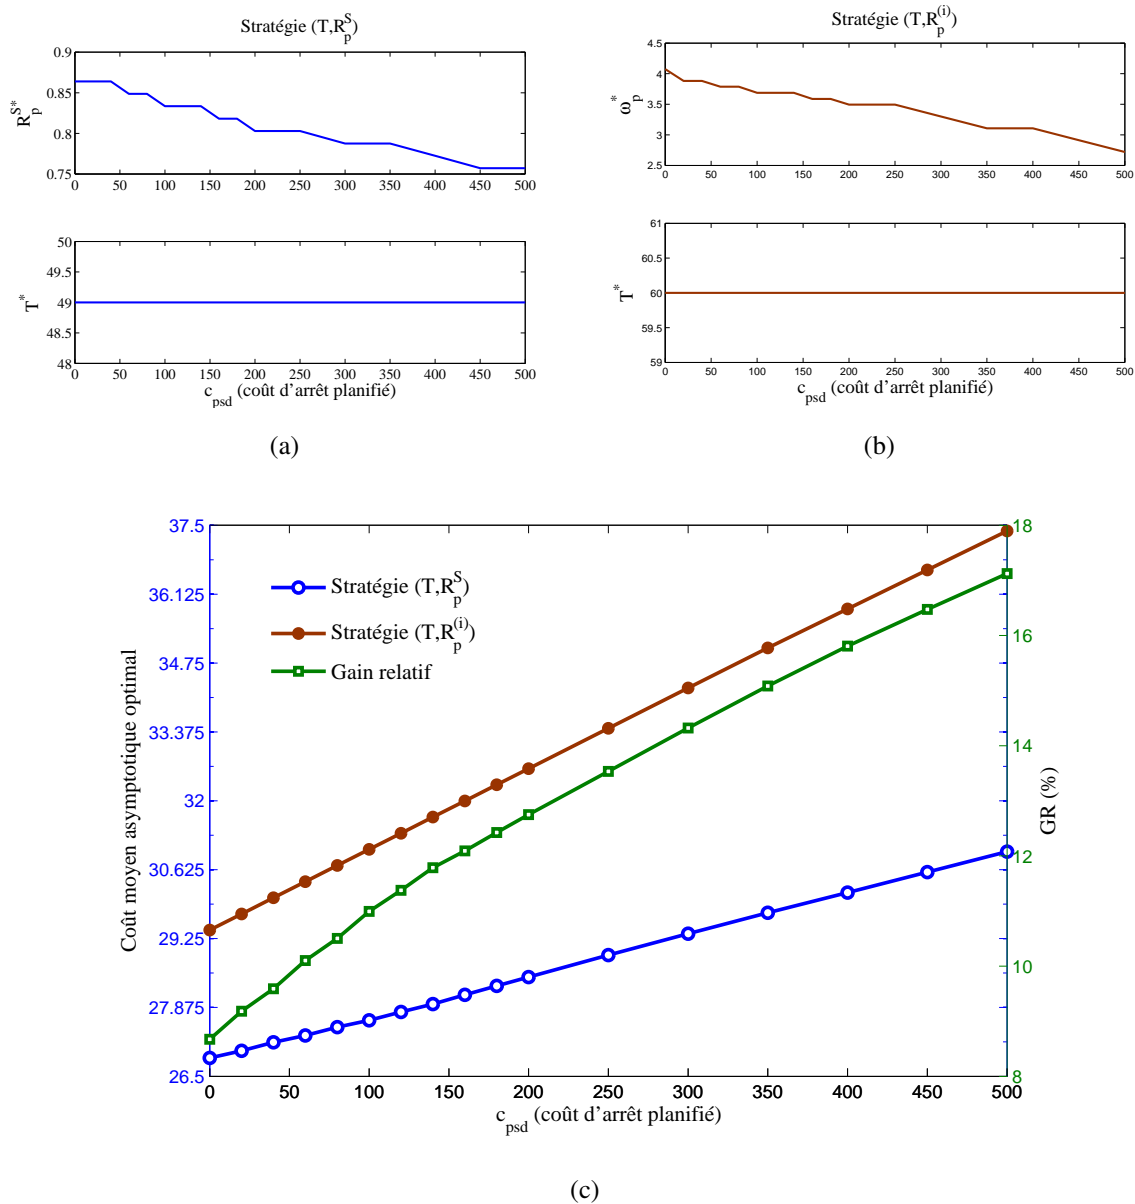 Stratégie (T,R_p^S)
0.9
0.85
0.8
0.75
R_p^{S*}
0 50 100 150 200 250 300 350 400 450 500
50
49.5
49
48.5
48
T^*
0 50 100 150 200 250 300 350 400 450 500
c_psd (coût d'arrêt planifié)
(a)
Stratégie (T,R_p^{(i)})
4.5
4
3.5
3
2.5
ω_p^*
0 50 100 150 200 250 300 350 400 450 500
61
60.5
60
59.5
59
T^*
0 50 100 150 200 250 300 350 400 450 500
c_psd (coût d'arrêt planifié)
(b)
37.5
36.125
34.75
33.375
32
30.625
29.25
27.875
26.5
Coût moyen asymptotique optimal
Stratégie (T,R_p^S)
Stratégie (T,R_p^{(i)})
Gain relatif
18
16
14
12
10
8
GR (%)
0 50 100 150 200 250 300 350 400 450 500
c_psd (coût d'arrêt planifié)
(c)